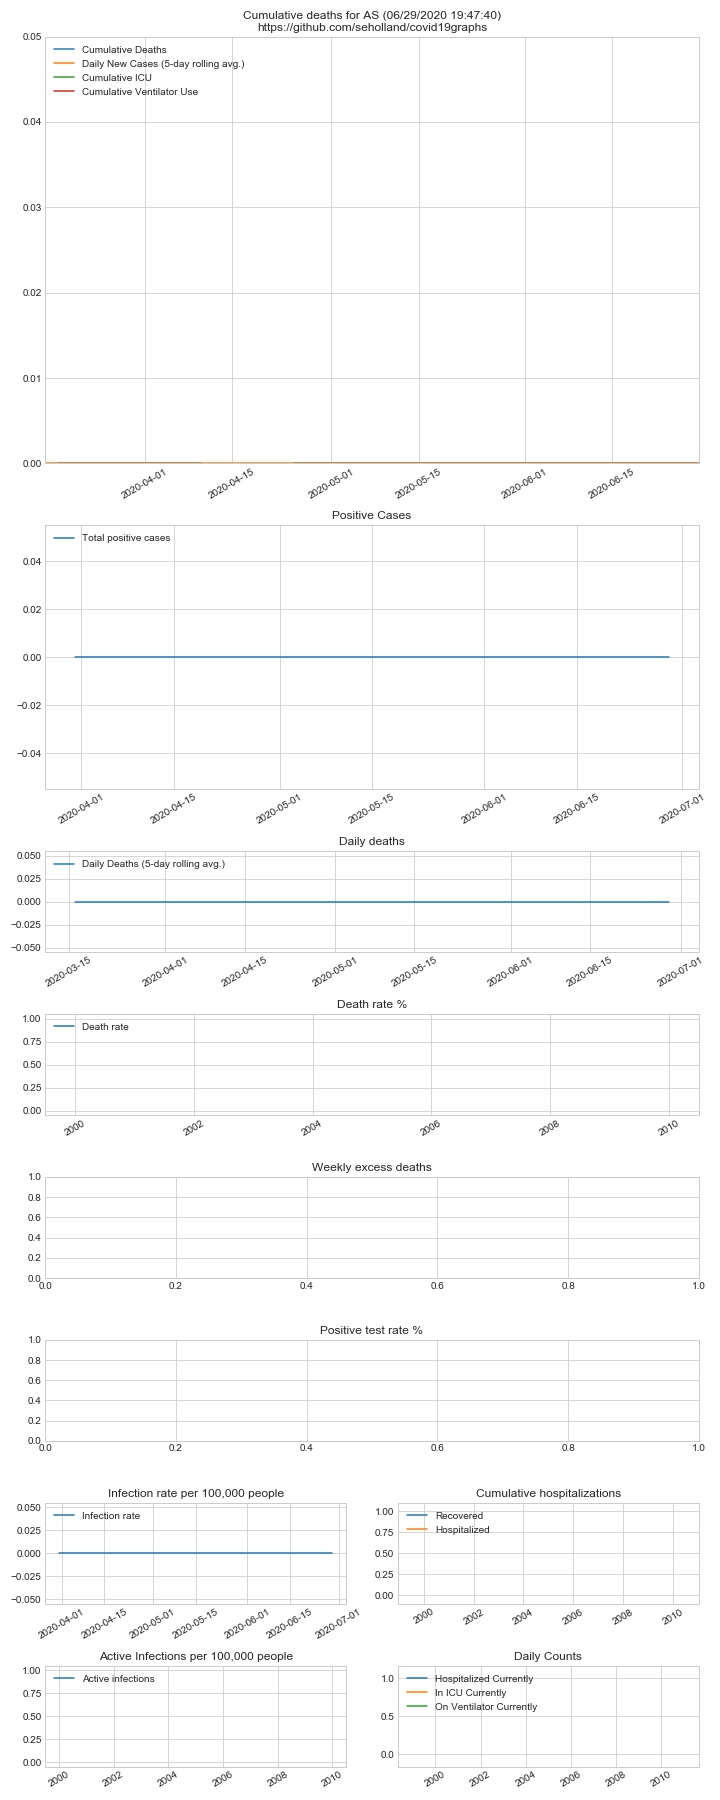 Cumulative deaths for AS (06/29/2020 19:47:40)
https://github.com/seholland/covid19graphs
Cumulative Deaths
Daily New Cases (5-day rolling avg.)
Cumulative ICU
Cumulative Ventilator Use
0.05
0.04
0.03
0.02
0.01
0.00
2020-04-01 2020-04-15 2020-05-01 2020-05-15 2020-06-01 2020-06-15
Positive Cases
Total positive cases
0.04
0.02
0.00
−0.02
−0.04
2020-04-01 2020-04-15 2020-05-01 2020-05-15 2020-06-01 2020-06-15 2020-07-01
Daily deaths
Daily Deaths (5-day rolling avg.)
0.050
0.025
0.000
−0.025
−0.050
2020-03-15 2020-04-01 2020-04-15 2020-05-01 2020-05-15 2020-06-01 2020-06-15 2020-07-01
Death rate %
Death rate
1.00
0.75
0.50
0.25
0.00
2000 2002 2004 2006 2008 2010
Weekly excess deaths
1.0
0.8
0.6
0.4
0.2
0.0
0.0 0.2 0.4 0.6 0.8 1.0
Positive test rate %
1.0
0.8
0.6
0.4
0.2
0.0
0.0 0.2 0.4 0.6 0.8 1.0
Infection rate per 100,000 people
Infection rate
0.050
0.025
0.000
−0.025
−0.050
2020-04-01 2020-04-15 2020-05-01 2020-05-15 2020-06-01 2020-06-15 2020-07-01
Cumulative hospitalizations
Recovered
Hospitalized
1.00
0.75
0.50
0.25
0.00
2000 2002 2004 2006 2008 2010
Active Infections per 100,000 people
Active infections
1.00
0.75
0.50
0.25
0.00
2000 2002 2004 2006 2008 2010
Daily Counts
Hospitalized Currently
In ICU Currently
On Ventilator Currently
1.0
0.5
0.0
2000 2002 2004 2006 2008 2010